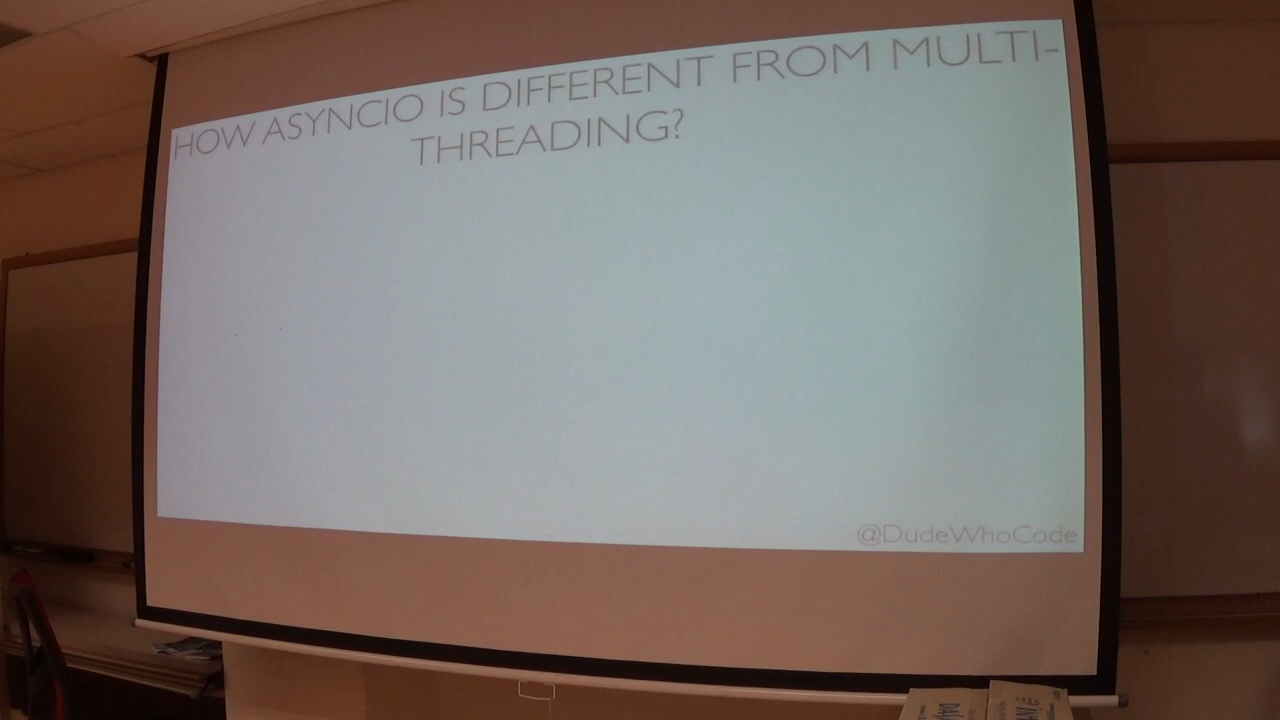 HOW ASYNCIO IS DIFFERENT FROM MULTI-
THREADING?
@DudeWhoCode